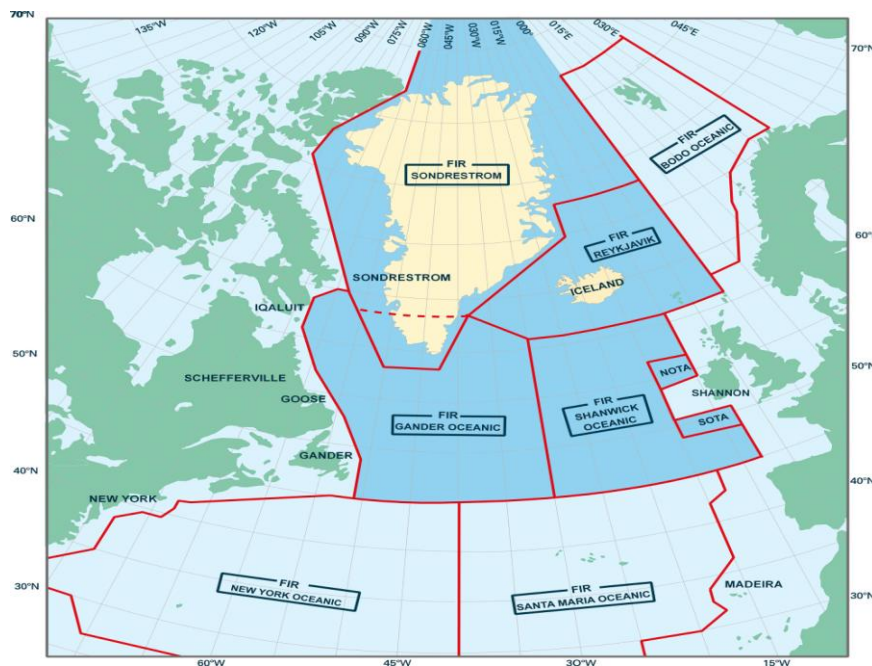 70°N
135°W
120°W
105°W
090°W
075°W
060°W
045°W
030°W
015°W
000°
015°E
030°E
045°E
70°N
FIR
BODO OCEANIC
FIR
SONDRESTROM
60°N
FIR
REYKJAVIK
60°N
SONDRESTROM
ICELAND
IQALUIT
50°N
50°N
SCHEFFERVILLE
NOTA
SHANNON
GOOSE
FIR
GANDER OCEANIC
FIR
SHANWICK
OCEANIC
SOTA
GANDER
40°N
40°N
NEW YORK
FIR
NEW YORK OCEANIC
FIR
SANTA MARIA OCEANIC
MADEIRA
30°N
30°N
60°W
45°W
30°W
15°W